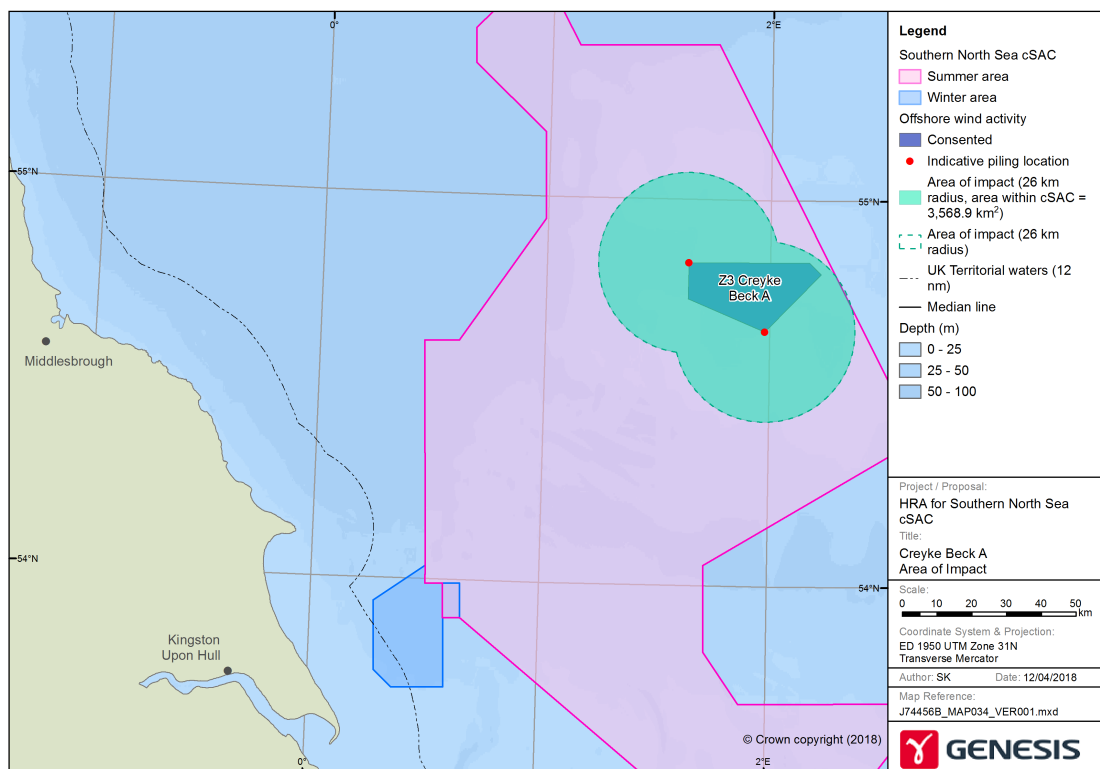 0°
2°E
55°N
55°N
Z3 Creyke
Beck A
Middlesbrough
54°N
54°N
Kingston
Upon Hull
© Crown copyright (2018)
0°
2°E
Legend
Southern North Sea cSAC
Summer area
Winter area
Offshore wind activity
Consented
Indicative piling location
Area of impact (26 km
radius, area within cSAC =
3,568.9 km²)
Area of impact (26 km
radius)
UK Territorial waters (12
nm)
Median line
Depth (m)
0 - 25
25 - 50
50 - 100
Project / Proposal:
HRA for Southern North Sea
cSAC
Title:
Creyke Beck A
Area of Impact
Scale:
0 10 20 30 40 50
km
Coordinate System & Projection:
ED 1950 UTM Zone 31N
Transverse Mercator
Author: SK Date: 12/04/2018
Map Reference:
J74456B_MAP034_VER001.mxd
GENESIS